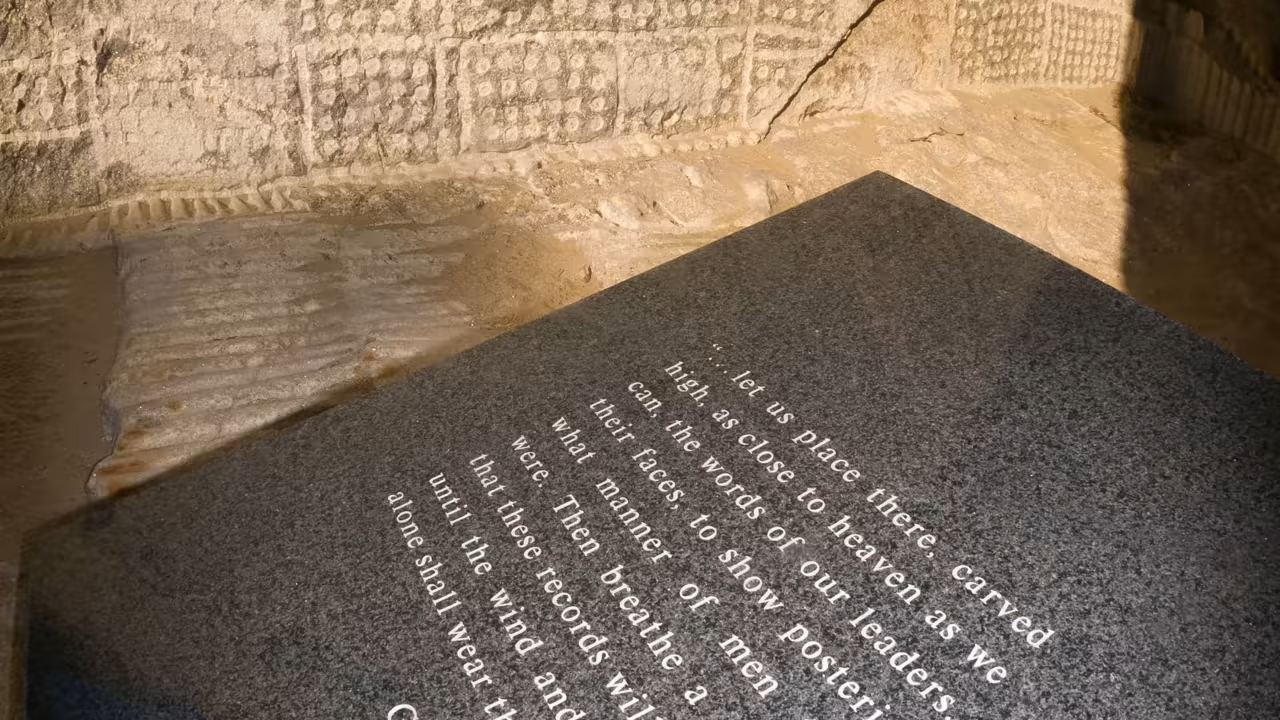 “...let us place there, carved
high, as close to heaven as we
can, the words of our leaders,
their faces, to show posteri
what manner of men
were. Then breathe a
that these records wil
until the wind and
alone shall wear th